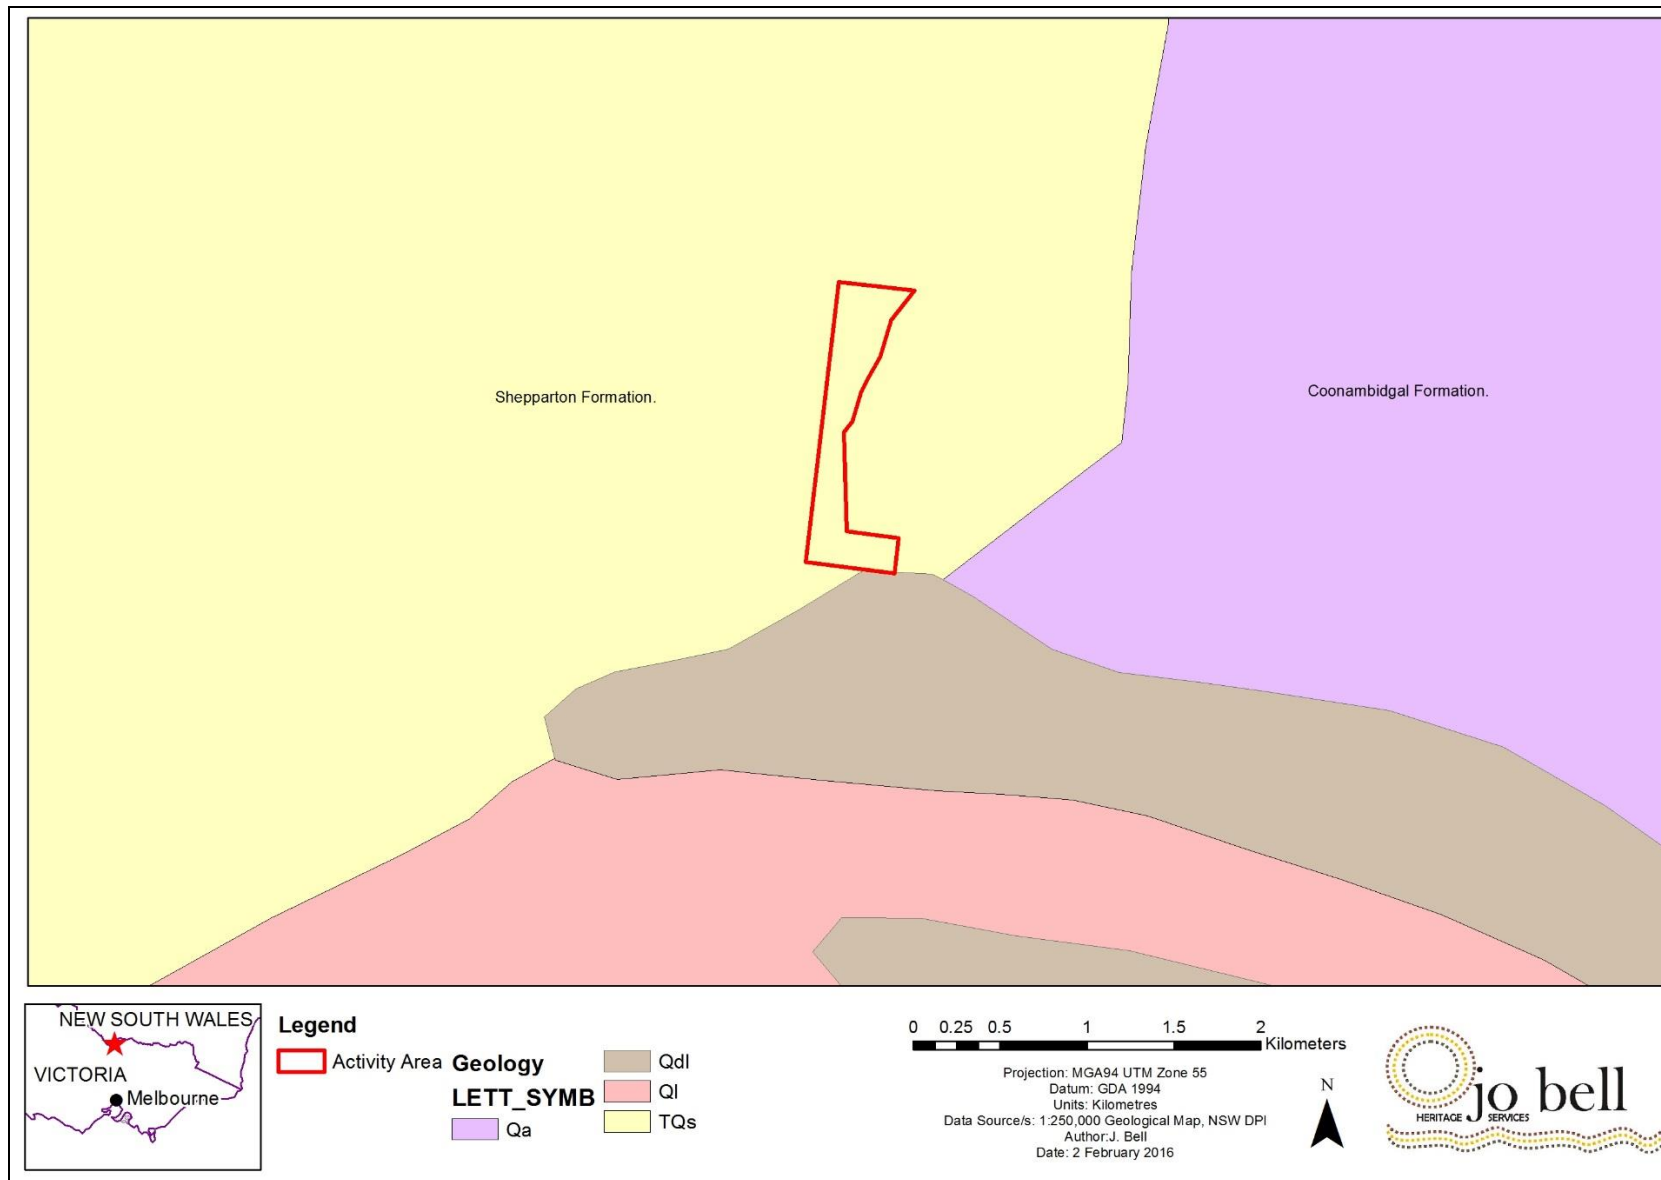 Shepparton Formation.
Coonambidgal Formation.
NEW SOUTH WALES
VICTORIA
Melbourne
Legend
Activity Area
Geology
LETT_SYMB
Qa
Qdl
Ql
TQs
0 0.25 0.5 1 1.5 2
Kilometers
Projection: MGA94 UTM Zone 55
Datum: GDA 1994
Units: Kilometres
Data Source/s: 1:250,000 Geological Map, NSW DPI
Author:J. Bell
Date: 2 February 2016
N
jo bell
HERITAGE SERVICES